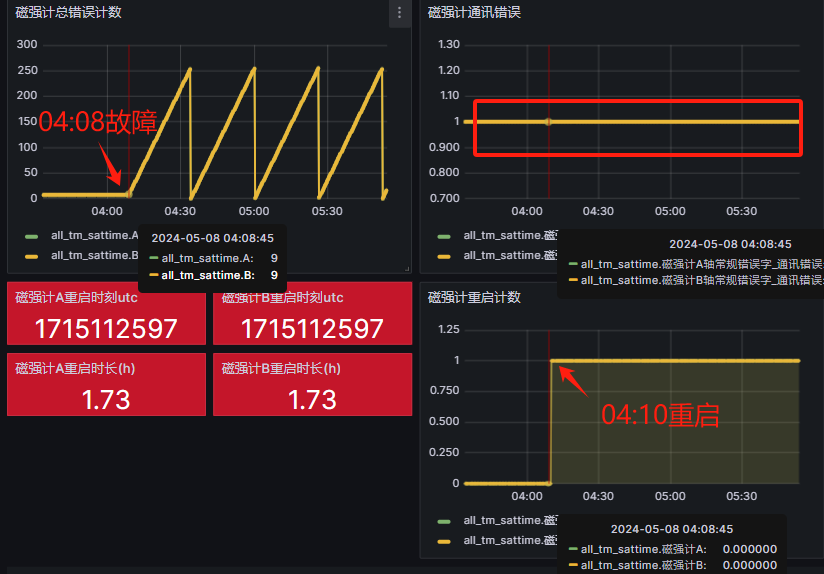 磁强计总错误计数
300
250
200
150
100
50
0
04:00
04:30
05:00
05:30
04:08故障
all_tm_sattime.A
all_tm_sattime.B
2024-05-08 04:08:45
all_tm_sattime.A: 9
all_tm_sattime.B: 9
磁强计通讯错误
1.30
1.20
1.10
1
0.900
0.800
0.700
04:00
04:30
05:00
05:30
all_tm_sattime.磁
all_tm_sattime.磁
2024-05-08 04:08:45
all_tm_sattime.磁强计A轴常规错误字_通讯错误:
all_tm_sattime.磁强计B轴常规错误字_通讯错误:
磁强计A重启时刻utc
1715112597
磁强计B重启时刻utc
1715112597
磁强计A重启时长(h)
1.73
磁强计B重启时长(h)
1.73
磁强计重启计数
1.25
1
0.750
0.500
0.250
0
04:00
04:30
05:00
05:30
04:10重启
all_tm_sattime.磁
all_tm_sattime.磁
2024-05-08 04:08:45
all_tm_sattime.磁强计A: 0.000000
all_tm_sattime.磁强计B: 0.000000